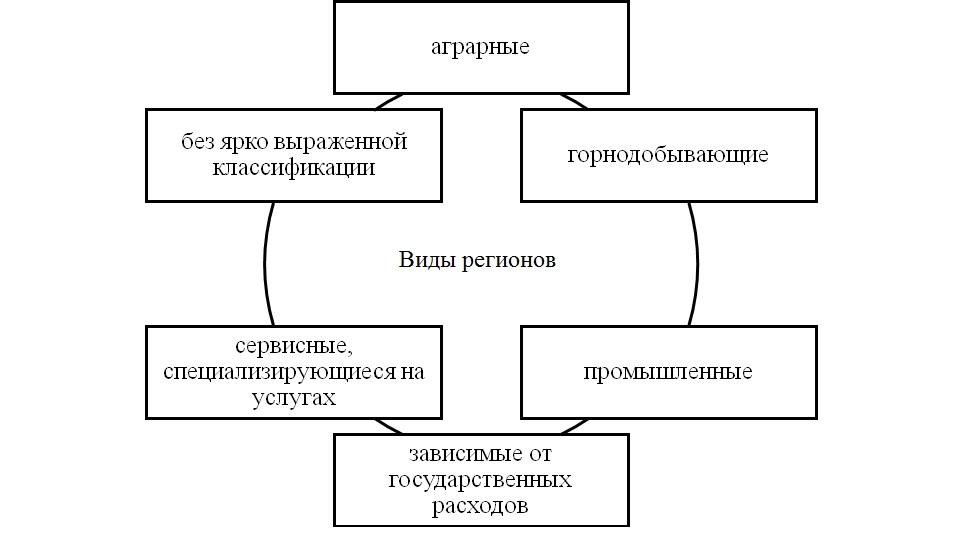 аграрные
без ярко выраженной
классификации
горнодобывающие
Виды регионов
сервисные,
специализирующиеся на
услугах
промышленные
зависимые от
государственных
расходов